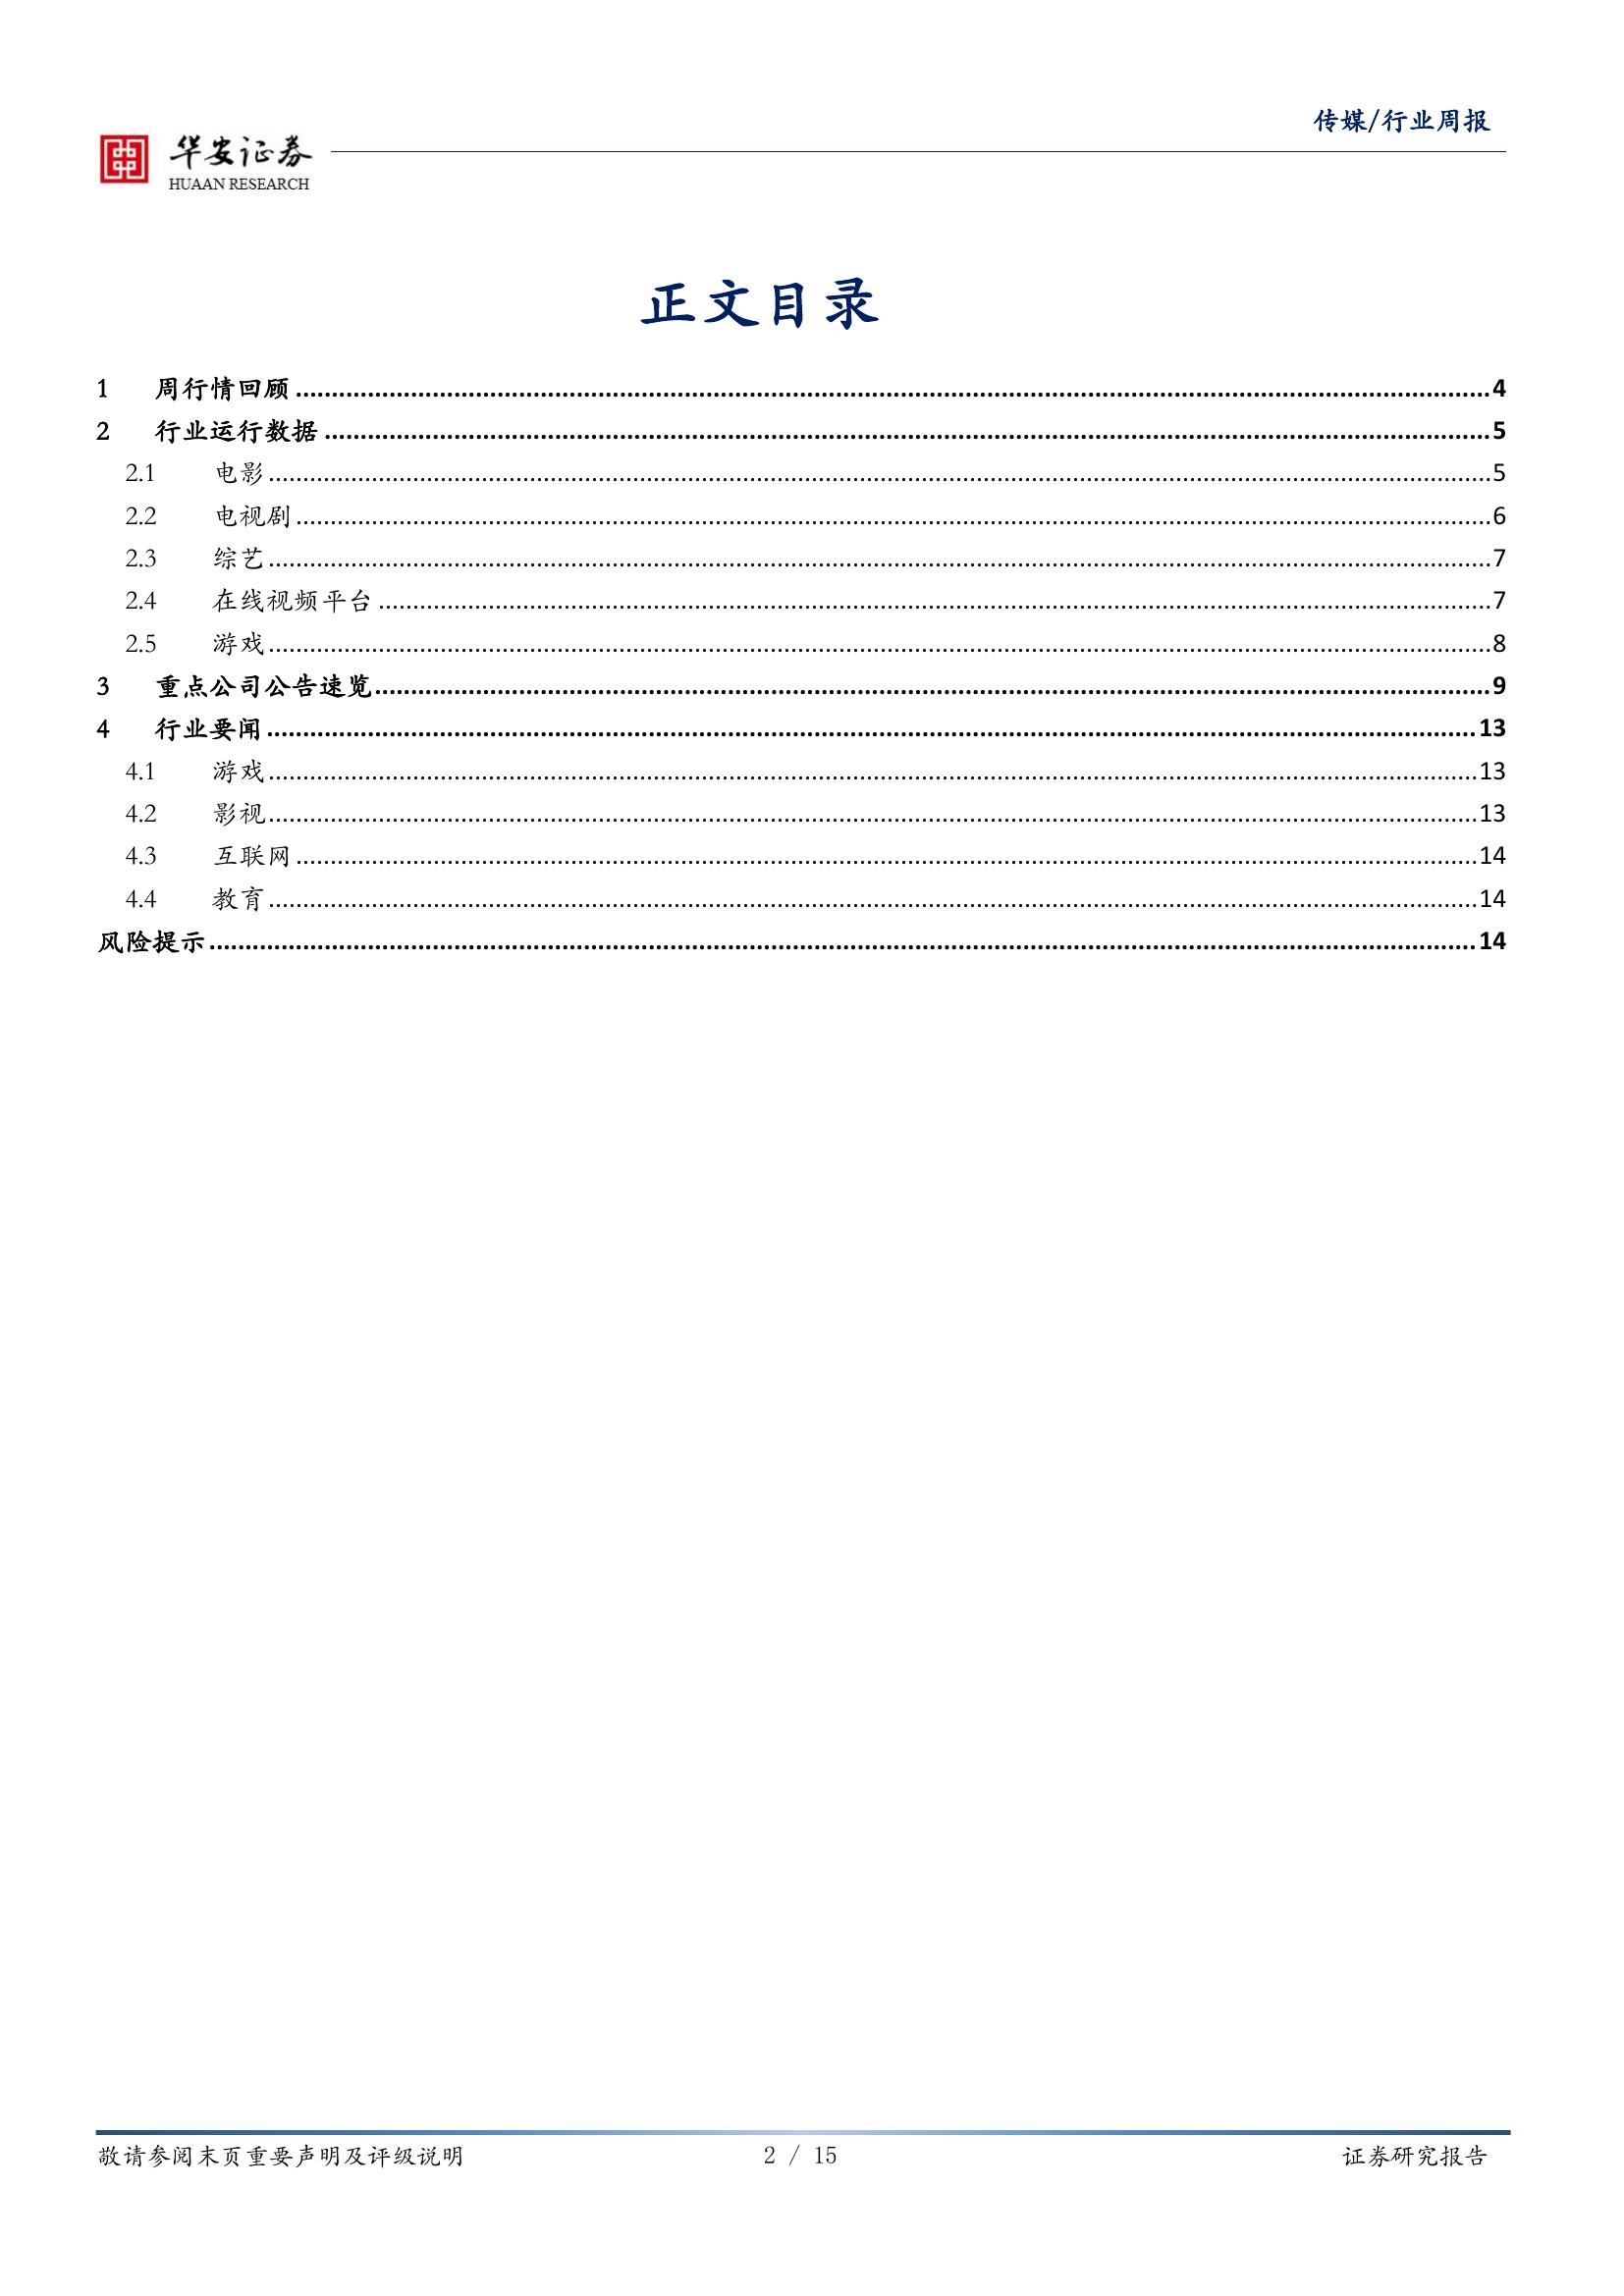 传媒/行业周报
华安证券
HUAAN RESEARCH
正文目录
1 周行情回顾 4
2 行业运行数据 5
2.1 电影 5
2.2 电视剧 6
2.3 综艺 7
2.4 在线视频平台 7
2.5 游戏 8
3 重点公司公告速览 9
4 行业要闻 13
4.1 游戏 13
4.2 影视 13
4.3 互联网 14
4.4 教育 14
风险提示 14
敬请参阅末页重要声明及评级说明 2 / 15 证券研究报告